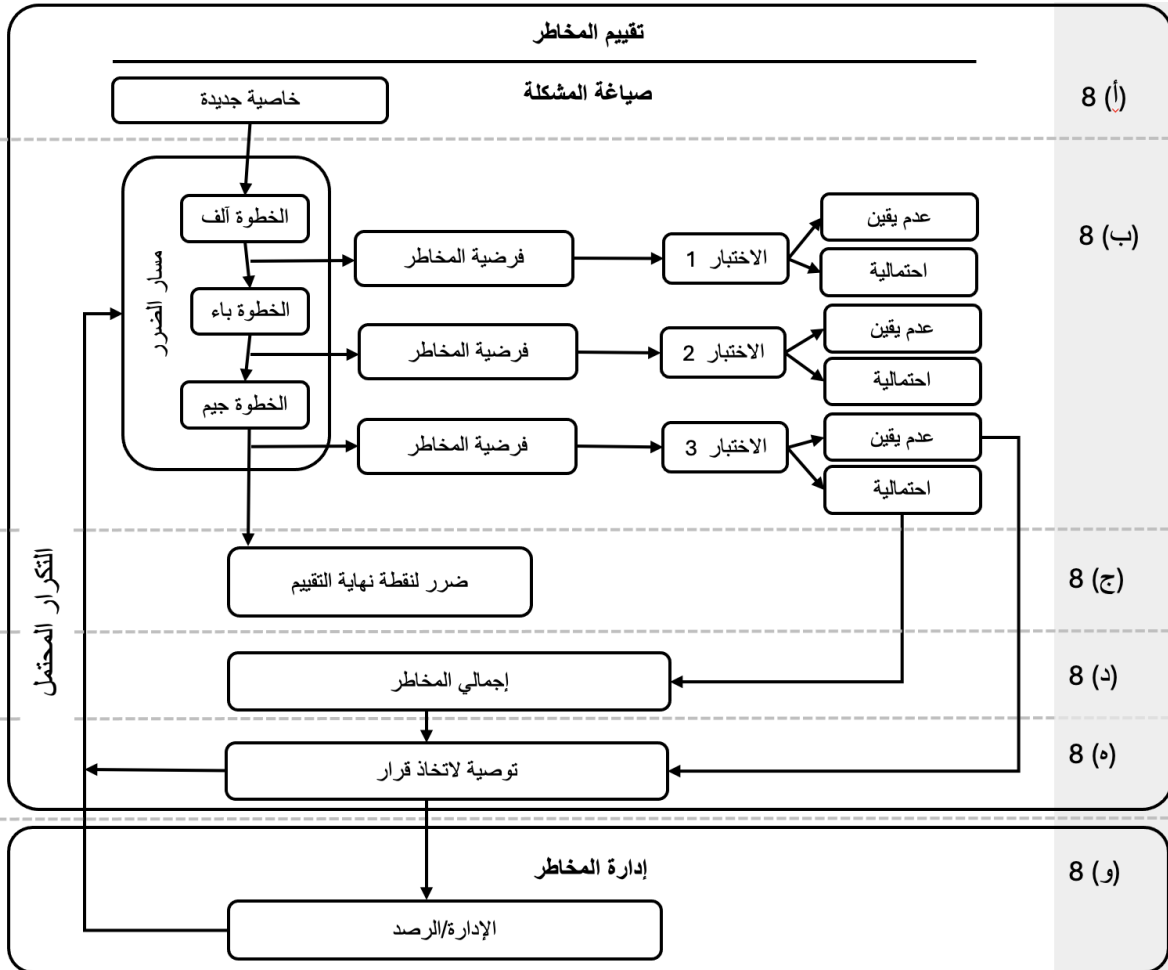 تقييم المخاطر
صياغة المشكلة
8 (أ)
خاصية جديدة
8 (ب)
مسار الضرر
الخطوة آلف
فرضية المخاطر
الاختبار 1
عدم يقين
احتمالية
الخطوة باء
فرضية المخاطر
الاختبار 2
عدم يقين
احتمالية
الخطوة جيم
فرضية المخاطر
الاختبار 3
عدم يقين
احتمالية
التكرار المحتمل
8 (ج)
ضرر لنقطة نهاية التقييم
8 (د)
إجمالي المخاطر
8 (ه)
توصية لاتخاذ قرار
إدارة المخاطر
8 (و)
الإدارة/الرصد